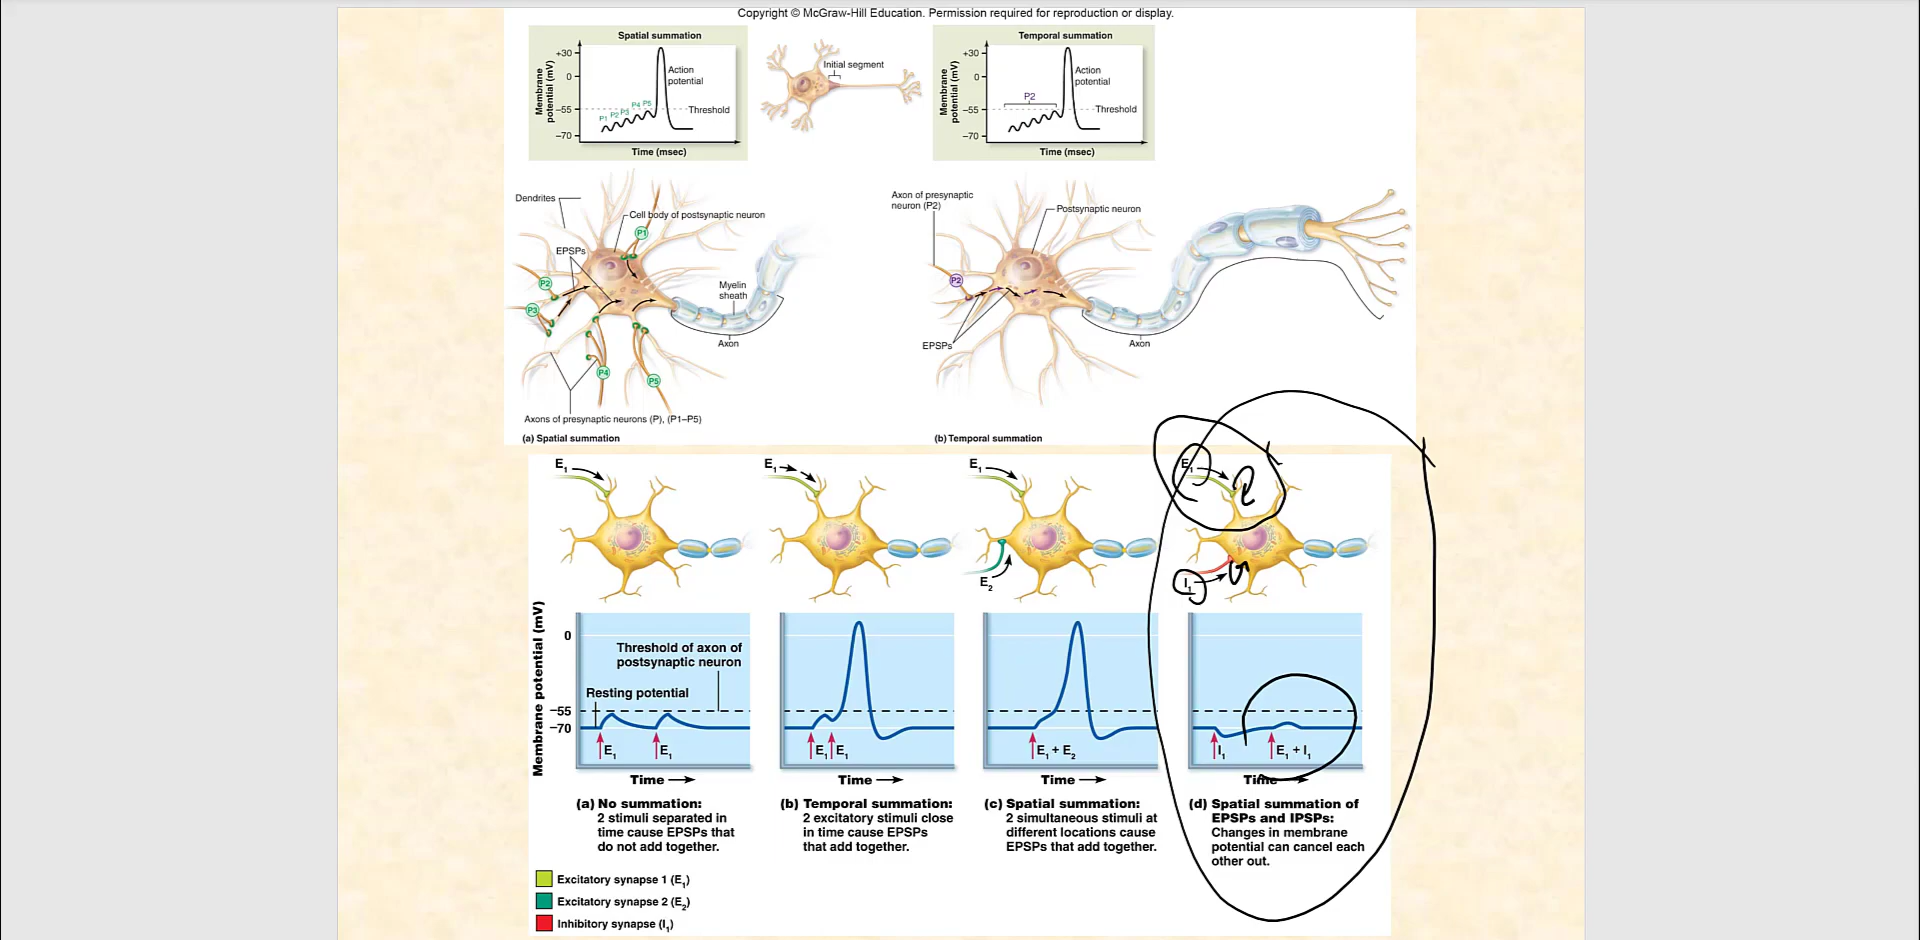 Copyright © McGraw-Hill Education. Permission required for reproduction or display.
Spatial summation
Membrane
potential (mV)
+30
0
−55
−70
Action
potential
P1 P2 P3 P4 P5
Threshold
Time (msec)
Initial segment
Temporal summation
Membrane
potential (mV)
+30
0
−55
−70
Action
potential
P2
Threshold
Time (msec)
Dendrites
Cell body of postsynaptic neuron
P1
EPSPs
P2
P3
Myelin
sheath
Axon
P4
P5
Axons of presynaptic neurons (P), (P1–P5)
(a) Spatial summation
Axon of presynaptic
neuron (P2)
Postsynaptic neuron
P2
EPSPs
Axon
(b) Temporal summation
E1
E1
E1
E2
E1
I1
Membrane potential (mV)
0
−55
−70
Threshold of axon of
postsynaptic neuron
Resting potential
E1
E1
Time
E1 E1
Time
E1 + E2
Time
I1
E1 + I1
Time
(a) No summation:
2 stimuli separated in
time cause EPSPs that
do not add together.
(b) Temporal summation:
2 excitatory stimuli close
in time cause EPSPs
that add together.
(c) Spatial summation:
2 simultaneous stimuli at
different locations cause
EPSPs that add together.
(d) Spatial summation of
EPSPs and IPSPs:
Changes in membrane
potential can cancel each
other out.
Excitatory synapse 1 (E1)
Excitatory synapse 2 (E2)
Inhibitory synapse (I1)